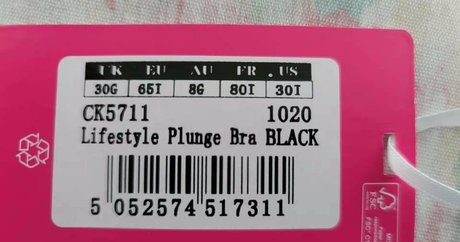 UK EU AU FR. US
30G 65I 8G 80I 30I
CK5711 1020
Lifestyle Plunge Bra BLACK
5 052574 517311
FSC